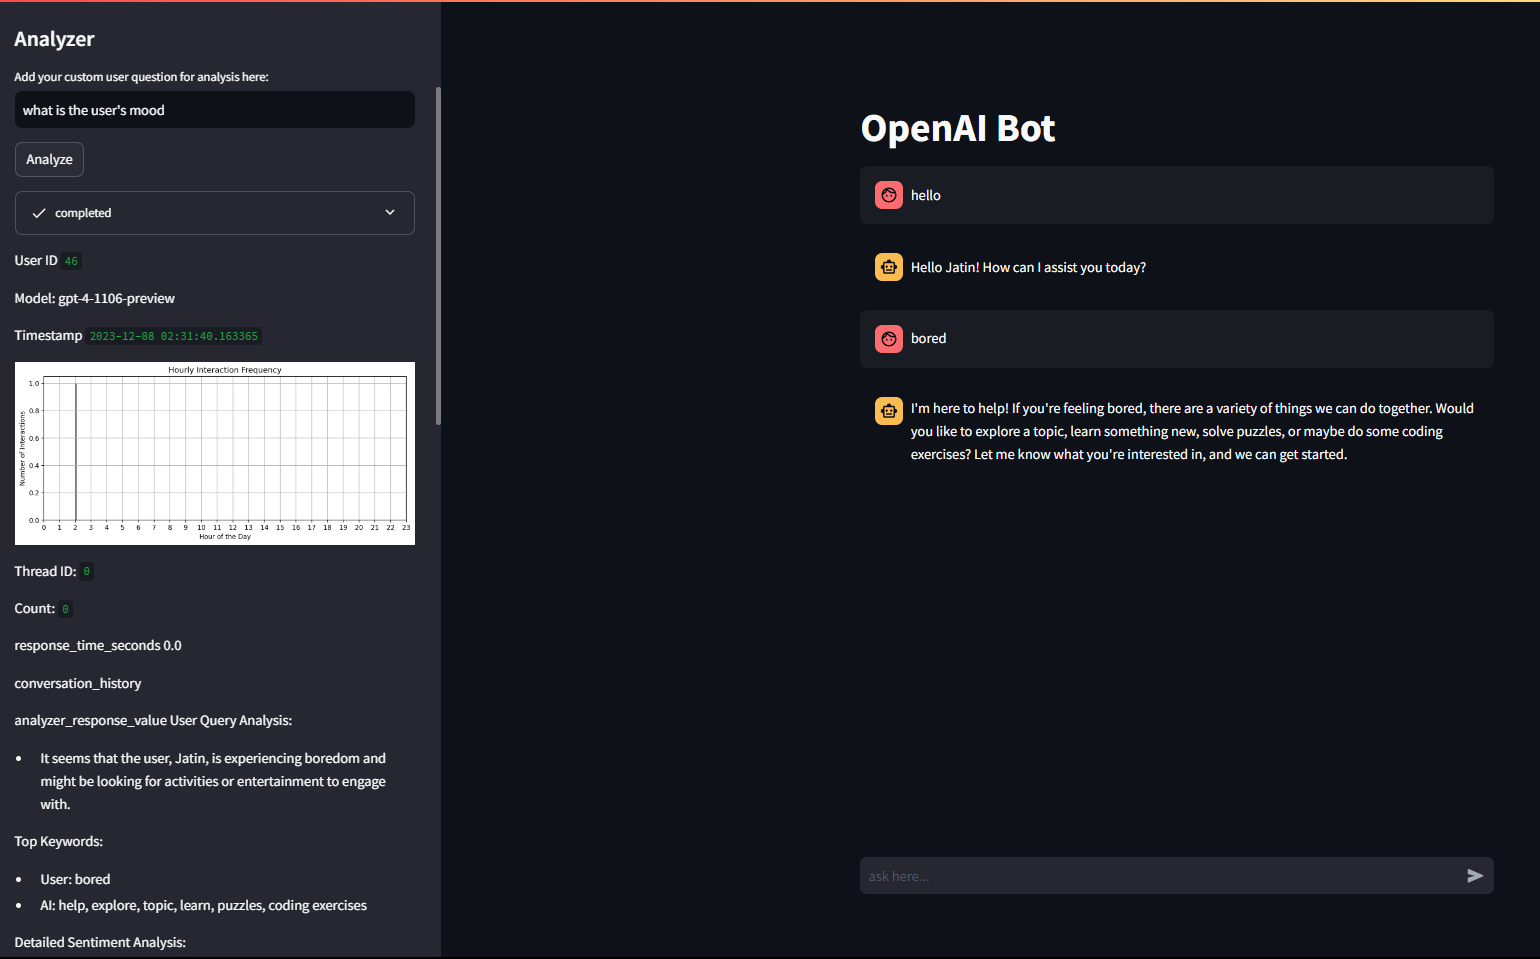 Analyzer
Add your custom user question for analysis here:
what is the user's mood
Analyze
completed
User ID 46
Model: gpt-4-1106-preview
Timestamp 2023-12-08 02:31:40.163365
Hourly Interaction Frequency
Number of Interactions
1.0
0.8
0.6
0.4
0.2
0.0
0 1 2 3 4 5 6 7 8 9 10 11 12 13 14 15 16 17 18 19 20 21 22 23
Hour of the Day
Thread ID: 0
Count: 0
response_time_seconds 0.0
conversation_history
analyzer_response_value User Query Analysis:
• It seems that the user, Jatin, is experiencing boredom and
might be looking for activities or entertainment to engage
with.
Top Keywords:
• User: bored
• AI: help, explore, topic, learn, puzzles, coding exercises
Detailed Sentiment Analysis:
OpenAI Bot
hello
Hello Jatin! How can I assist you today?
bored
I'm here to help! If you're feeling bored, there are a variety of things we can do together. Would
you like to explore a topic, learn something new, solve puzzles, or maybe do some coding
exercises? Let me know what you're interested in, and we can get started.
ask here...